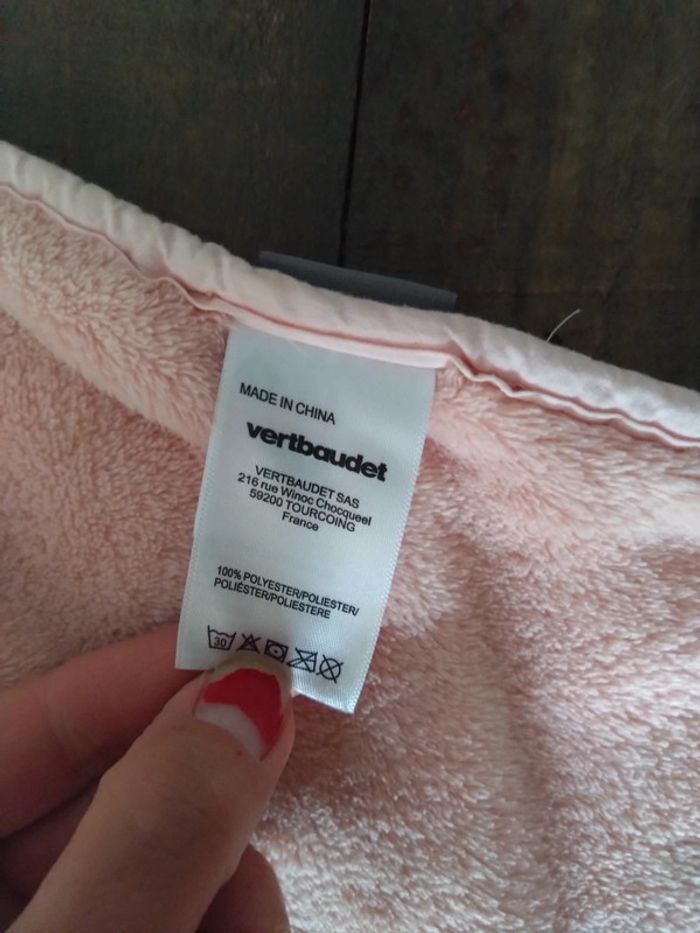 MADE IN CHINA
vertbaudet
VERTBAUDET SAS
216 rue Winoc Chocqueel
59200 TOURCOING
France
100% POLYESTER/POLIESTER/
POLIÉSTER/POLIESTERE
30